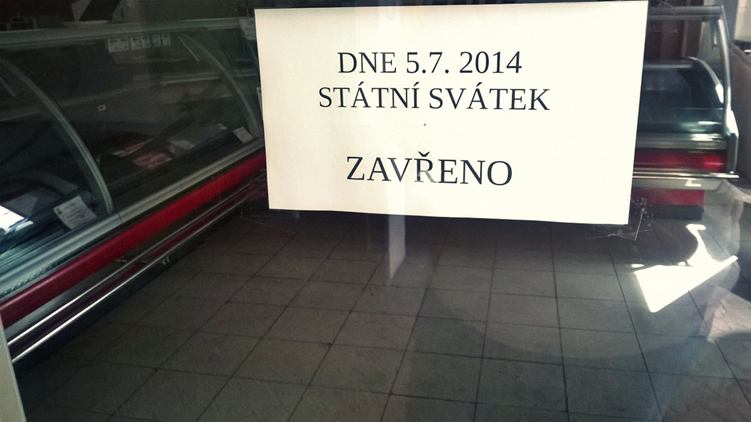 DNE 5.7. 2014
STÁTNÍ SVÁTEK
ZAVŘENO